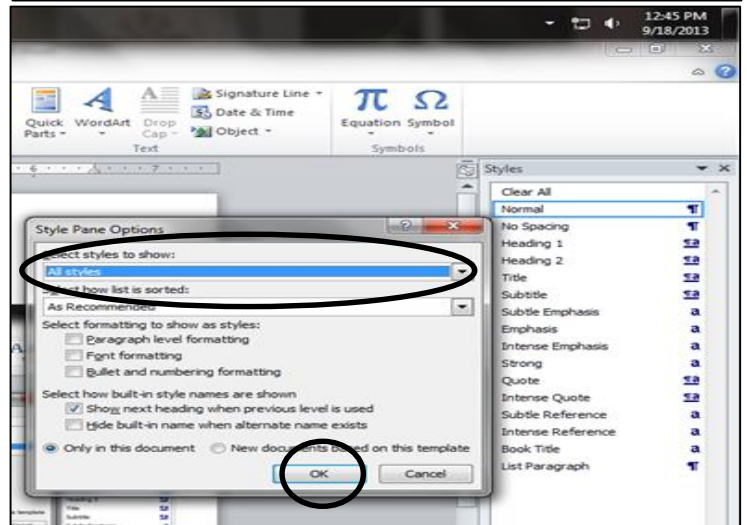 12:45 PM
9/18/2013
Signature Line
Date & Time
Object
Quick Parts
WordArt
Drop Cap
Equation
Symbol
Text
Symbols
6 7
Styles
Clear All
Normal
No Spacing
Heading 1
Heading 2
Title
Subtitle
Subtle Emphasis
Emphasis
Intense Emphasis
Strong
Quote
Intense Quote
Subtle Reference
Intense Reference
Book Title
List Paragraph
Style Pane Options
Select styles to show:
All styles
Select how list is sorted:
As Recommended
Select formatting to show as styles:
Paragraph level formatting
Font formatting
Bullet and numbering formatting
Select how built-in style names are shown
Show next heading when previous level is used
Hide built-in name when alternate name exists
Only in this document
New documents based on this template
OK
Cancel